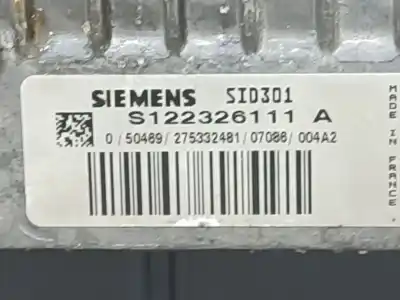 SIEMENS SID301
S122326111 A
0/50469/275332481/07086/004A2
MADE IN FRANCE.